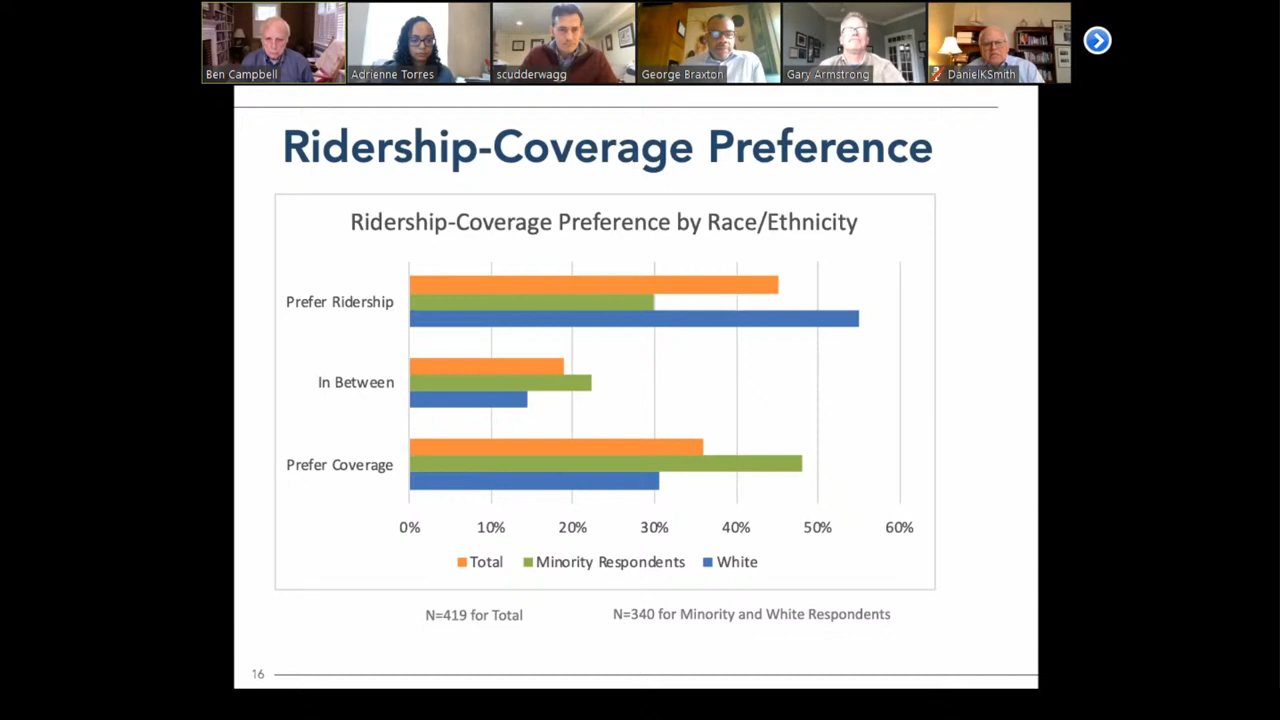 Ben Campbell
Adrienne Torres
scudderwagg
George Braxton
Gary Armstrong
DanielKSmith
Ridership-Coverage Preference
Ridership-Coverage Preference by Race/Ethnicity
Prefer Ridership
In Between
Prefer Coverage
0% 10% 20% 30% 40% 50% 60%
Total Minority Respondents White
N=419 for Total N=340 for Minority and White Respondents
16